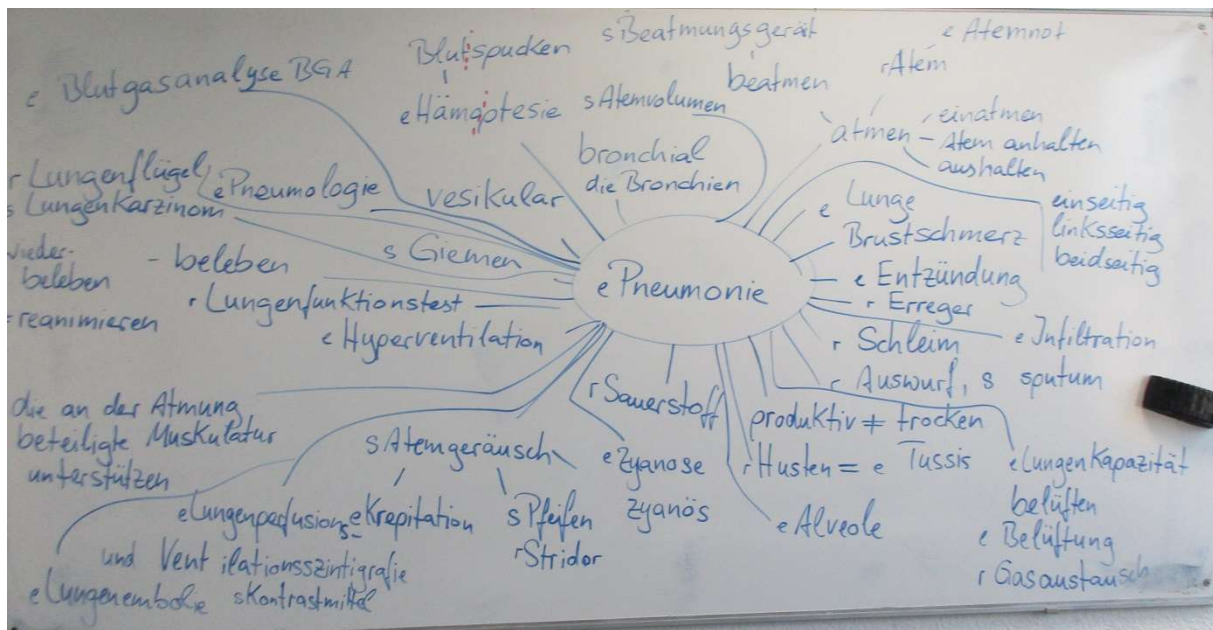 e Blutgasanalyse BGA
Blutspucken
e Hämoptesie
s Beatmungsgerät
beatmen
e Atemnot
r Atem
s Atemvolumen
atmen
einatmen
- Atem anhalten
aushalten
bronchial
die Bronchien
r Lungenflügel
e Pneumologie
vesikular
s LungenKarzinom
e Lunge
Brustschmerz
einseitig
linksseitig
beidseitig
wieder-
beleben
- beleben
s Giemen
e Pneumonie
e Entzündung
r Erreger
r Lungenfunktionstest
= reanimieren
e Hyperventilation
r Schleim
e Infiltration
r Auswurf, s sputum
r Sauerstoff
produktiv ≠ trocken
r Husten = e Tussis
die an der Atmung
beteiligte Muskulatur
unterstützen
s Atemgeräusch
e Zyanose
zyanös
e LungenKapazität
belüften
e Belüftung
r Gasaustausch
e Lungenperfusions-
e Krepitation
s Pfeifen
r Stridor
e Alveole
und Ventilationsszintigrafie
e Lungenembolie
s Kontrastmittel